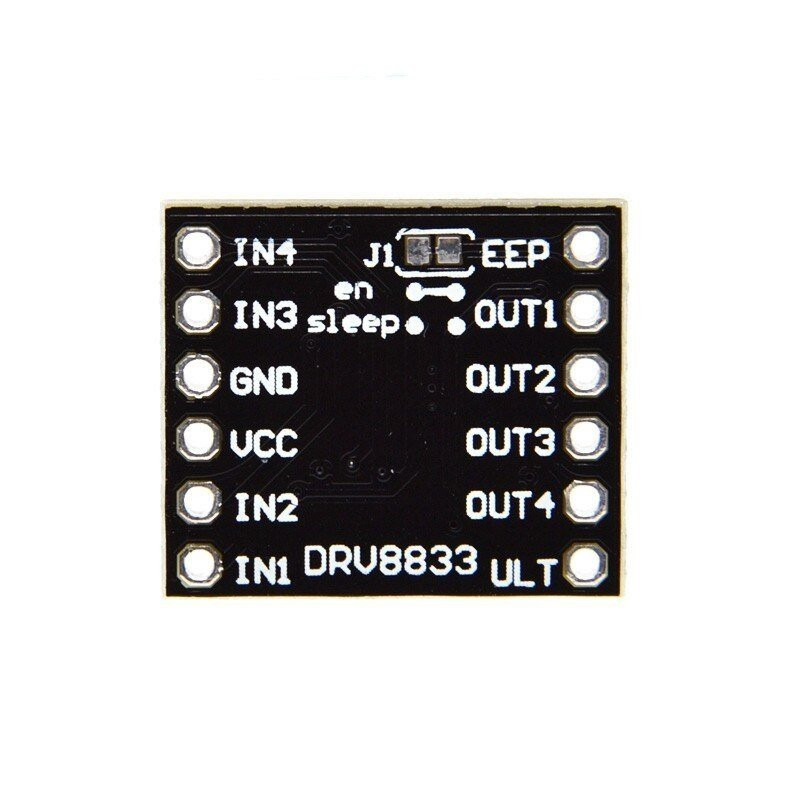 IN4 J1 EEP
en
IN3 sleep OUT1
GND OUT2
VCC OUT3
IN2 OUT4
IN1 DRV8833 ULT